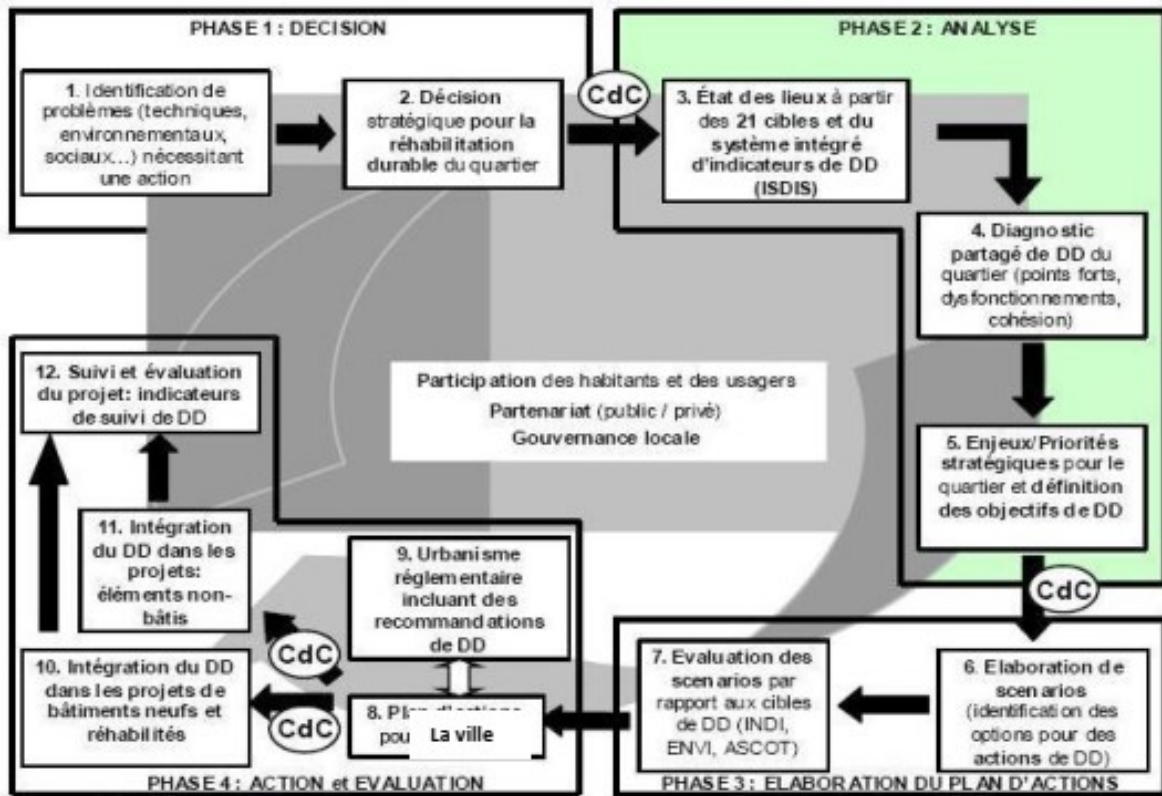 PHASE 1 : DECISION
1. Identification de
problèmes (techniques,
environnementaux,
sociaux...) nécessitant
une action
2. Décision
stratégique pour la
réhabilitation
durable du quartier
CdC
PHASE 2 : ANALYSE
3. État des lieux à partir
des 21 cibles et du
système intégré
d'indicateurs de DD
(ISDIS)
4. Diagnostic
partagé de DD du
quartier (points forts,
dysfonctionnements,
cohésion)
5. Enjeux/Priorités
stratégiques pour le
quartier et définition
des objectifs de DD
CdC
Participation des habitants et des usagers
Partenariat (public / privé)
Gouvernance locale
6. Elaboration de
scenarios
(identification des
options pour des
actions de DD)
7. Evaluation des
scenarios par
rapport aux cibles
de DD (INDI,
ENVI, ASCOT)
PHASE 3 : ELABORATION DU PLAN D'ACTIONS
12. Suivi et évaluation
du projet: indicateurs
de suivi de DD
11. Intégration
du DD dans les
projets:
éléments non-
bâtis
9. Urbanisme
réglementaire
incluant des
recommandations
de DD
CdC
10. Intégration du DD
dans les projets de
bâtiments neufs et
réhabilités
CdC
8.
La ville
PHASE 4 : ACTION et EVALUATION